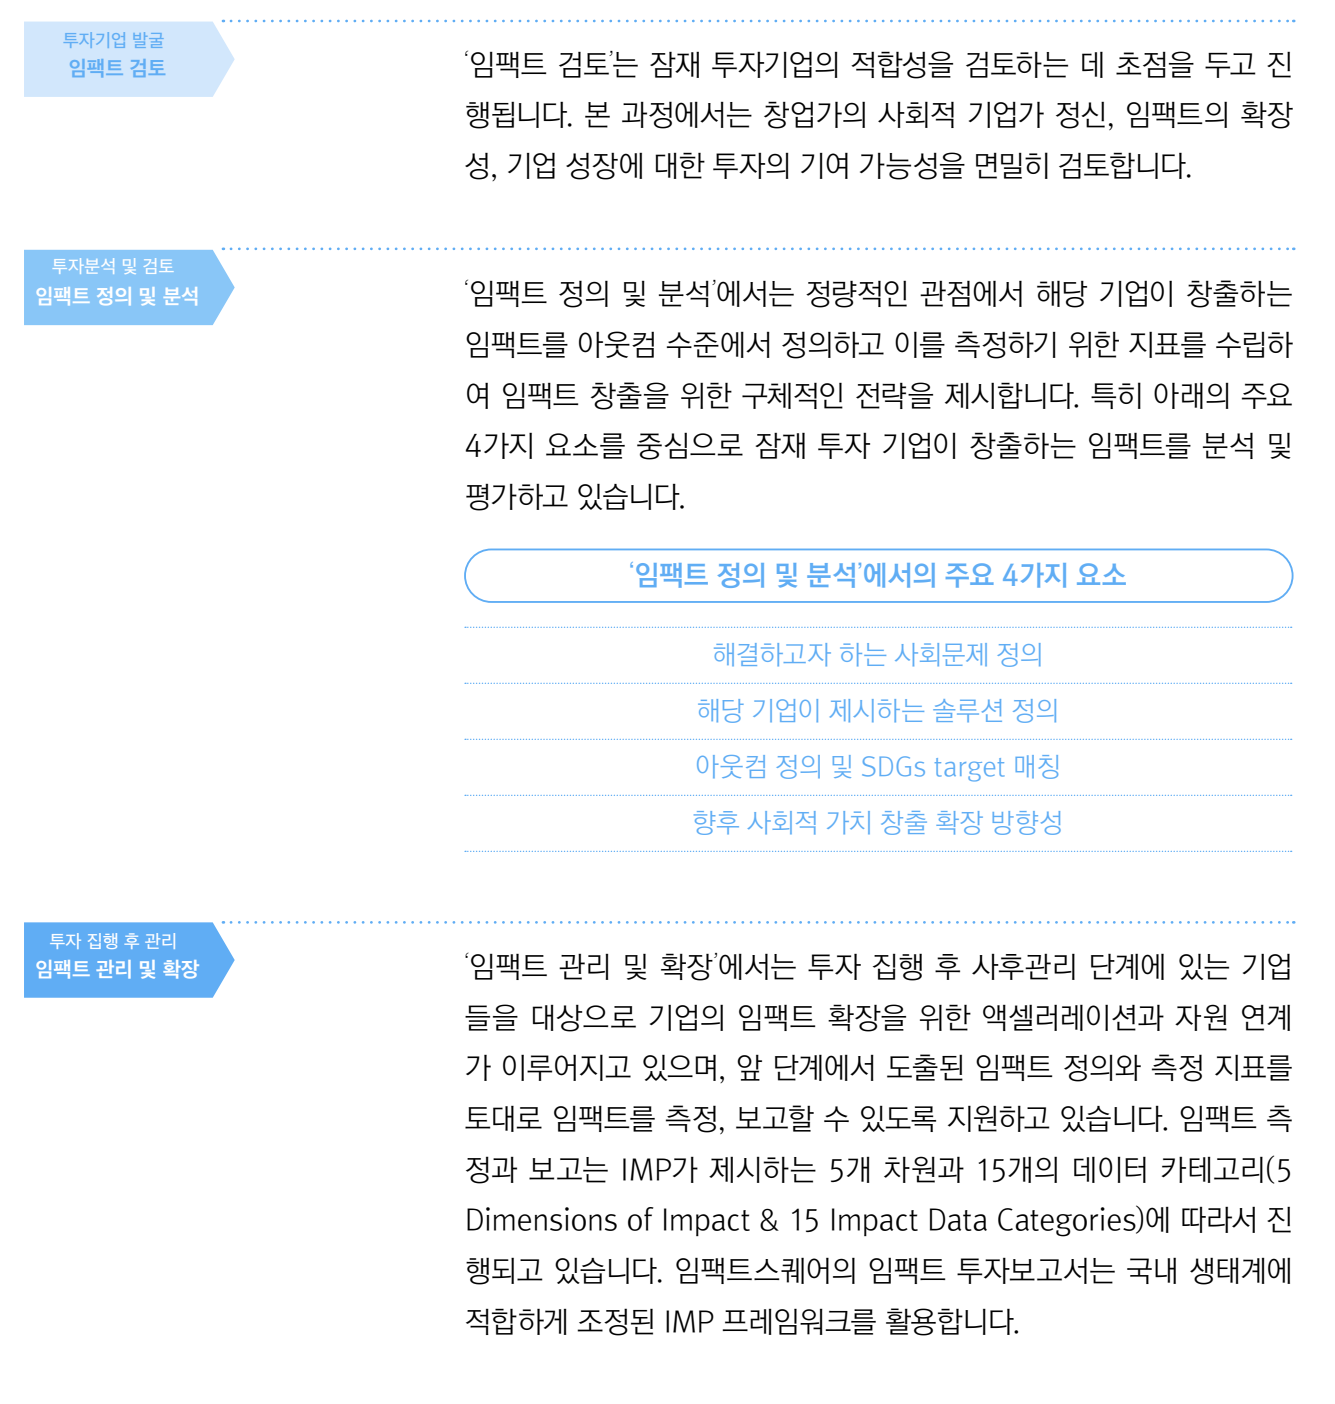 투자기업 발굴
임팩트 검토
‘임팩트 검토’는 잠재 투자기업의 적합성을 검토하는 데 초점을 두고 진
행됩니다. 본 과정에서는 창업가의 사회적 기업가 정신, 임팩트의 확장
성, 기업 성장에 대한 투자의 기여 가능성을 면밀히 검토합니다.
투자분석 및 검토
임팩트 정의 및 분석
‘임팩트 정의 및 분석’에서는 정량적인 관점에서 해당 기업이 창출하는
임팩트를 아웃컴 수준에서 정의하고 이를 측정하기 위한 지표를 수립하
여 임팩트 창출을 위한 구체적인 전략을 제시합니다. 특히 아래의 주요
4가지 요소를 중심으로 잠재 투자 기업이 창출하는 임팩트를 분석 및
평가하고 있습니다.
‘임팩트 정의 및 분석’에서의 주요 4가지 요소
해결하고자 하는 사회문제 정의
해당 기업이 제시하는 솔루션 정의
아웃컴 정의 및 SDGs target 매칭
향후 사회적 가치 창출 확장 방향성
투자 집행 후 관리
임팩트 관리 및 확장
‘임팩트 관리 및 확장’에서는 투자 집행 후 사후관리 단계에 있는 기업
들을 대상으로 기업의 임팩트 확장을 위한 액셀러레이션과 자원 연계
가 이루어지고 있으며, 앞 단계에서 도출된 임팩트 정의와 측정 지표를
토대로 임팩트를 측정, 보고할 수 있도록 지원하고 있습니다. 임팩트 측
정과 보고는 IMP가 제시하는 5개 차원과 15개의 데이터 카테고리(5
Dimensions of Impact & 15 Impact Data Categories)에 따라서 진
행되고 있습니다. 임팩트스퀘어의 임팩트 투자보고서는 국내 생태계에
적합하게 조정된 IMP 프레임워크를 활용합니다.